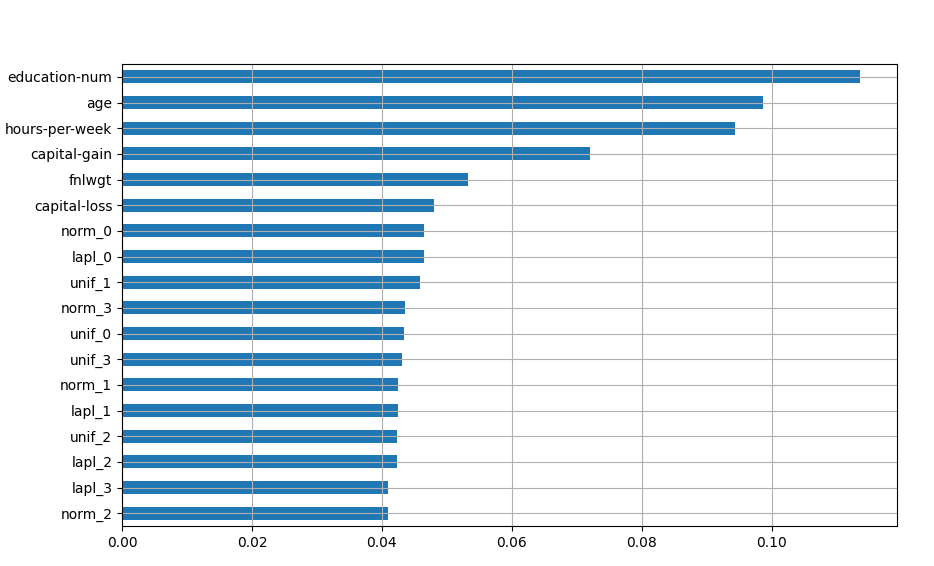 education-num
age
hours-per-week
capital-gain
fnlwgt
capital-loss
norm_0
lapl_0
unif_1
norm_3
unif_0
unif_3
norm_1
lapl_1
unif_2
lapl_2
lapl_3
norm_2
0.00 0.02 0.04 0.06 0.08 0.10